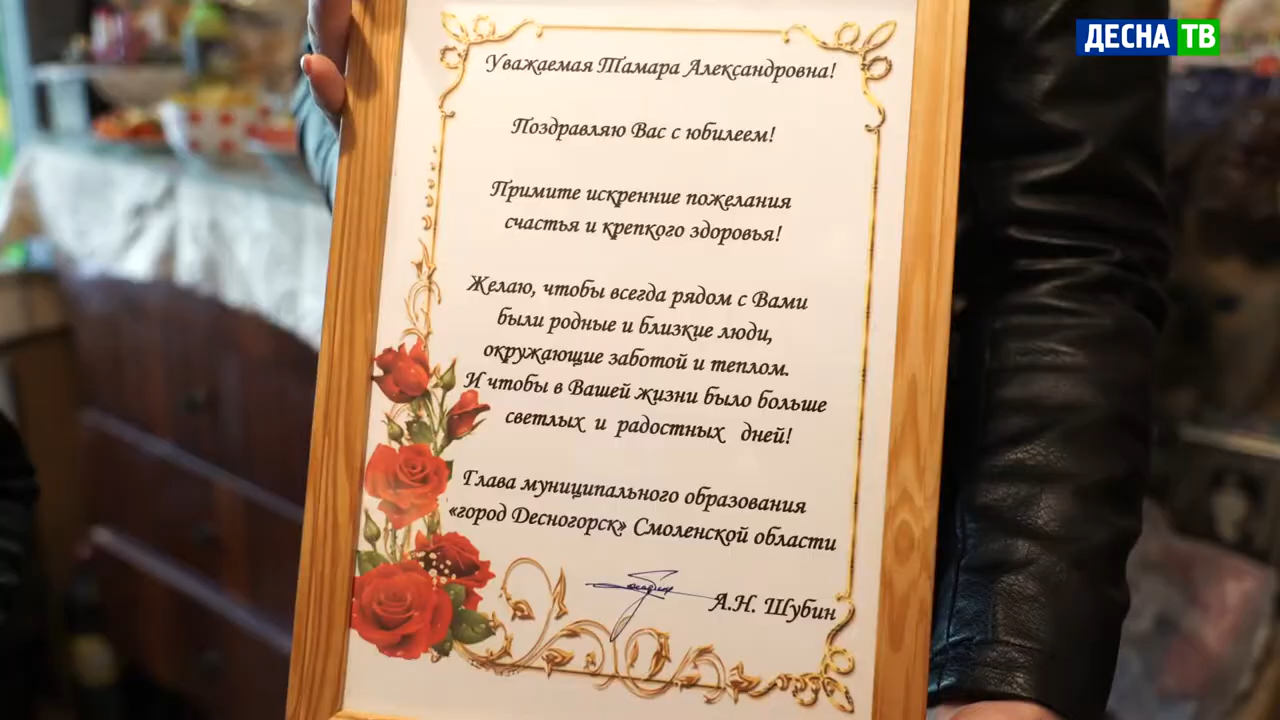 ДЕСНА ТВ
Уважаемая Тамара Александровна!
Поздравляю Вас с юбилеем!
Примите искренние пожелания
счастья и крепкого здоровья!
Желаю, чтобы всегда рядом с Вами
были родные и близкие люди,
окружающие заботой и теплом.
И чтобы в Вашей жизни было больше
светлых и радостных дней!
Глава муниципального образования
«город Десногорск» Смоленской области
А.Н. Шубин